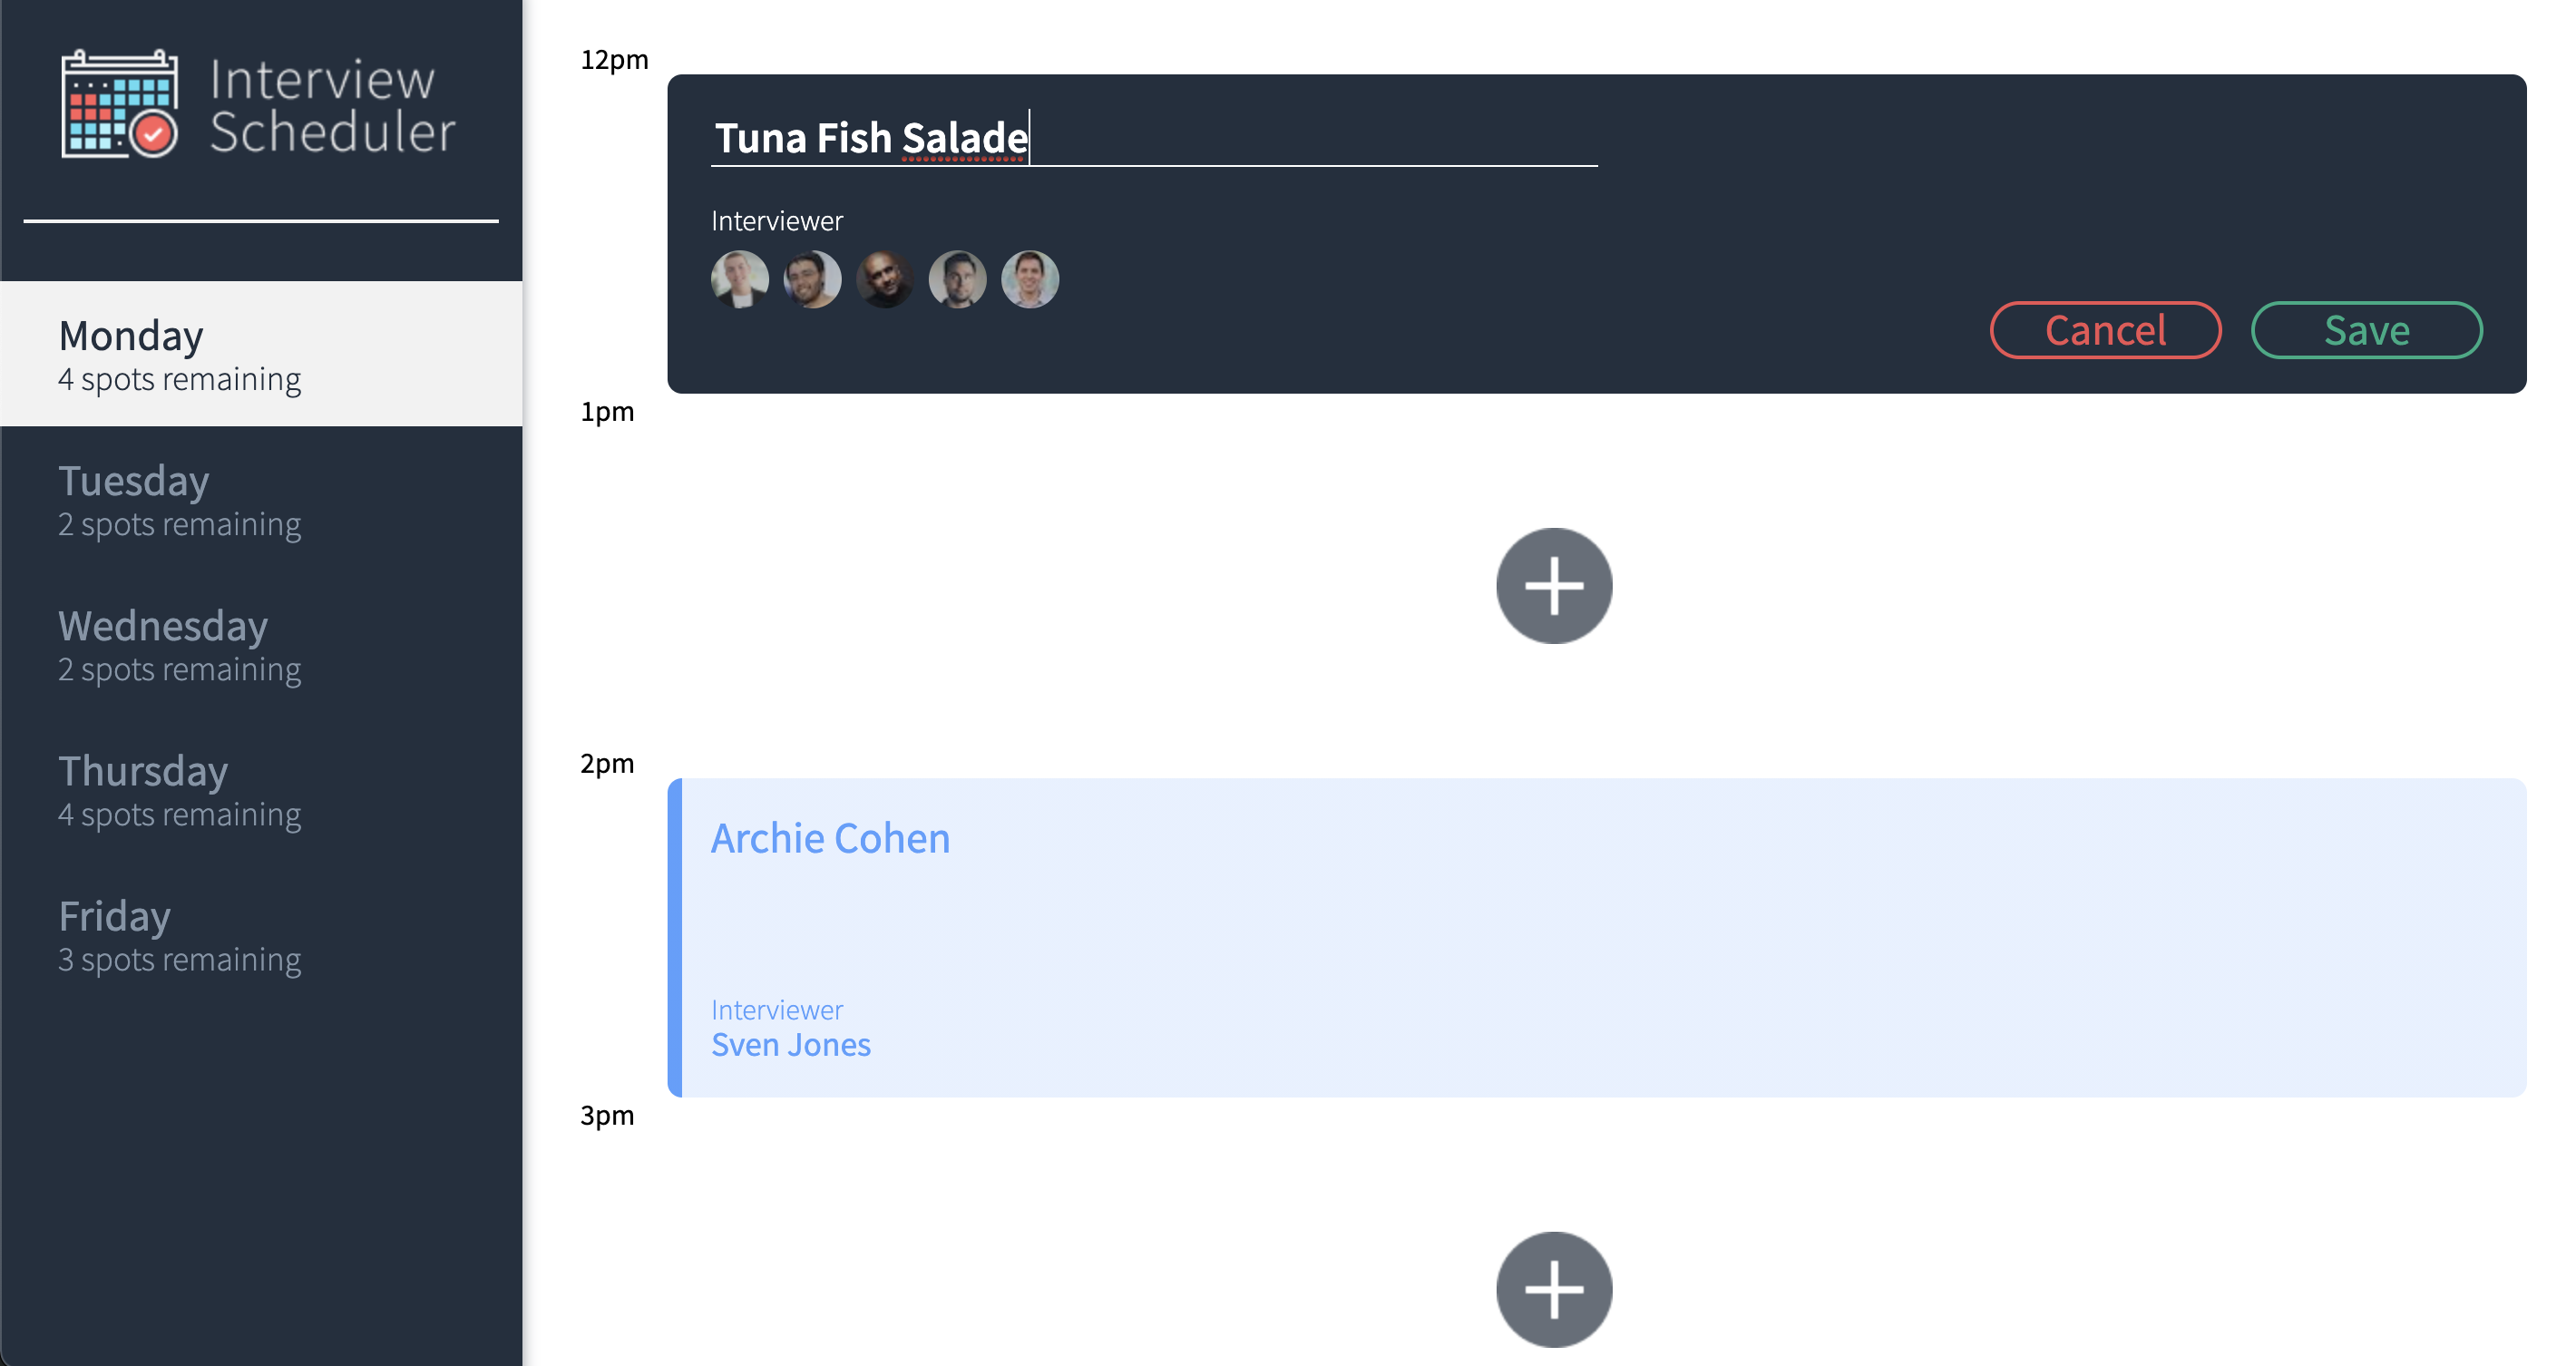 Interview
Scheduler
Monday
4 spots remaining
Tuesday
2 spots remaining
Wednesday
2 spots remaining
Thursday
4 spots remaining
Friday
3 spots remaining
12pm
Tuna Fish Salade
Interviewer
Cancel Save
1pm
2pm
Archie Cohen
Interviewer
Sven Jones
3pm